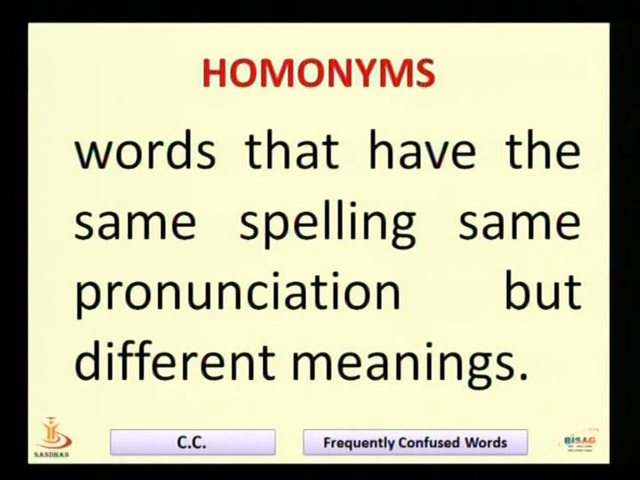 HOMONYMS
words that have the
same spelling same
pronunciation but
different meanings.
SANDHAN
C.C.
Frequently Confused Words
BISAG